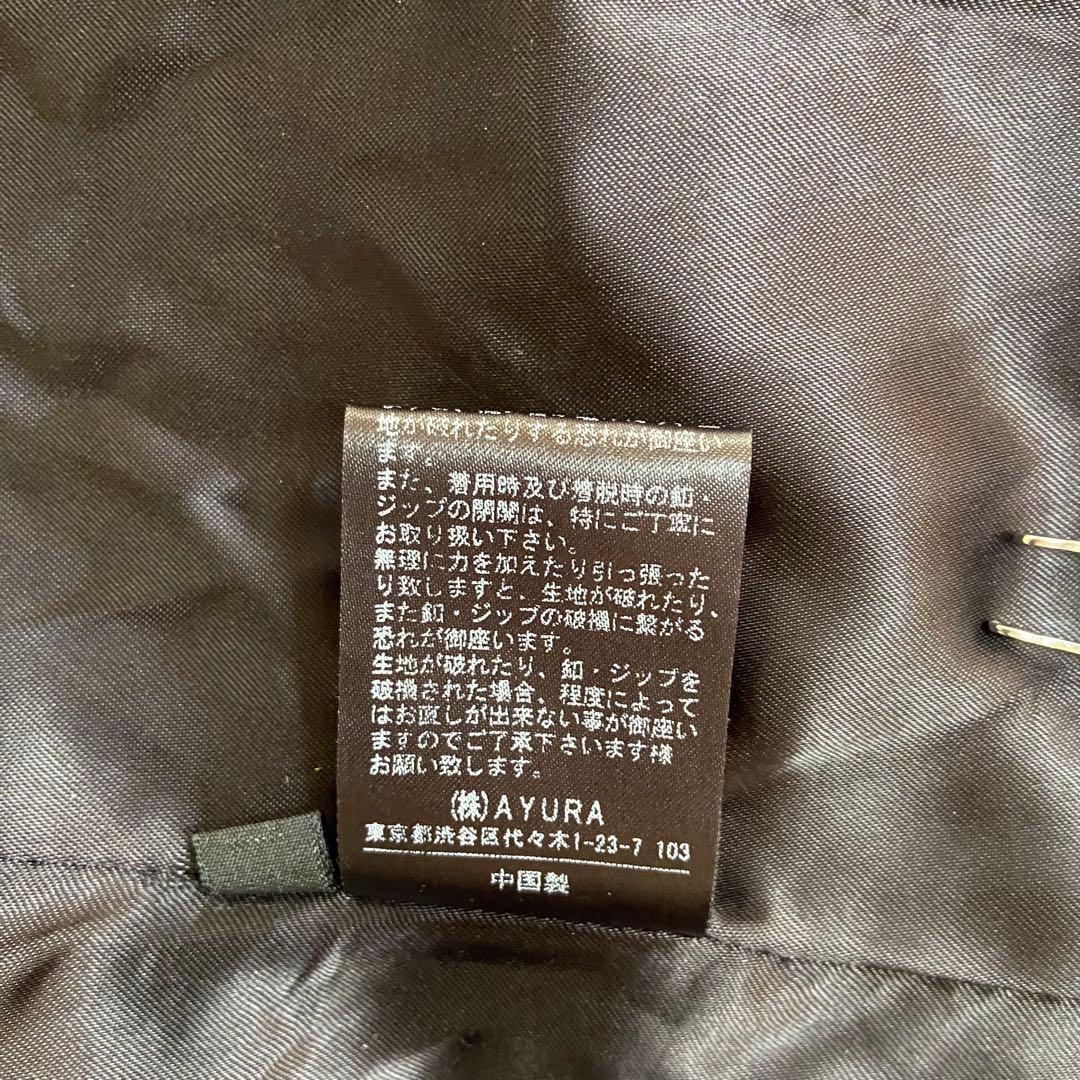 地が破れたりする恐れが御座い
ます。
また、着用時及び着脱時の釦・
ジップの開閉は、特にご丁寧に
お取り扱い下さい。
無理に力を加えたり引っ張った
り致しますと、生地が破れたり、
また釦・ジップの破損に繋がる
恐れが御座います。
生地が破れたり、釦・ジップを
破損された場合、程度によって
はお直しが出来ない事が御座い
ますのでご了承下さいます様
お願い致します。
(株)AYURA
東京都渋谷区代々木1-23-7 103
中国製